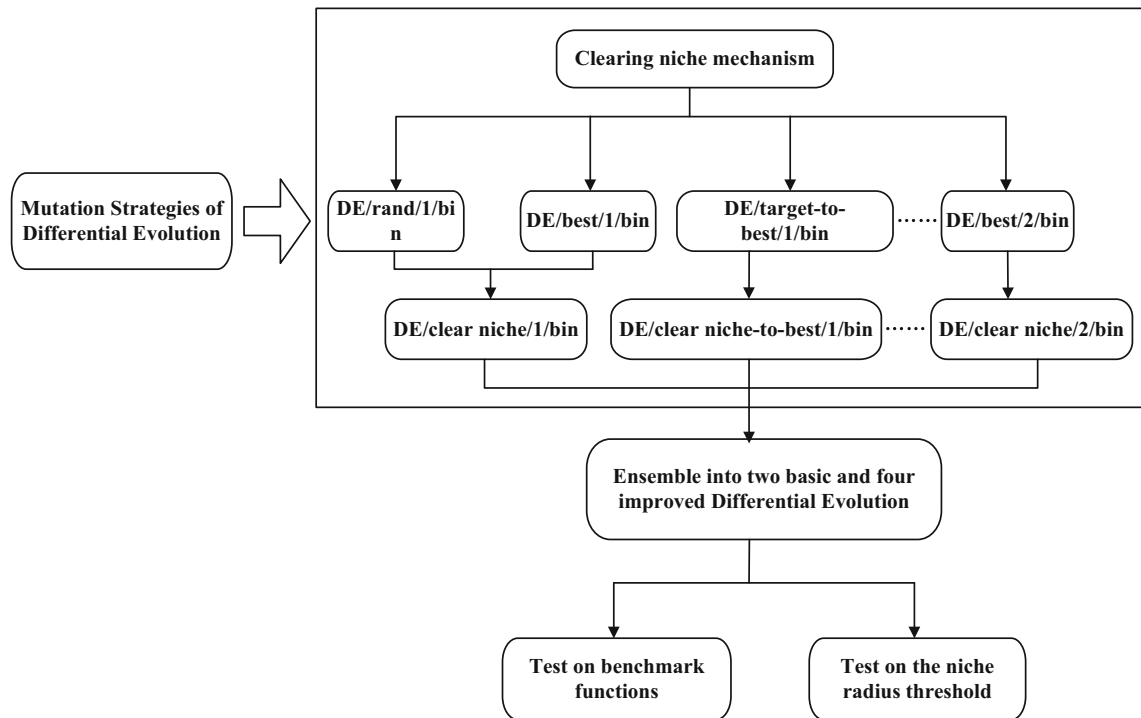 Clearing niche mechanism
Mutation Strategies of
Differential Evolution
DE/rand/1/bi
n
DE/best/1/bin
DE/target-to-
best/1/bin
......
DE/best/2/bin
DE/clear niche/1/bin
DE/clear niche-to-best/1/bin
......
DE/clear niche/2/bin
Ensemble into two basic and four
improved Differential Evolution
Test on benchmark
functions
Test on the niche
radius threshold